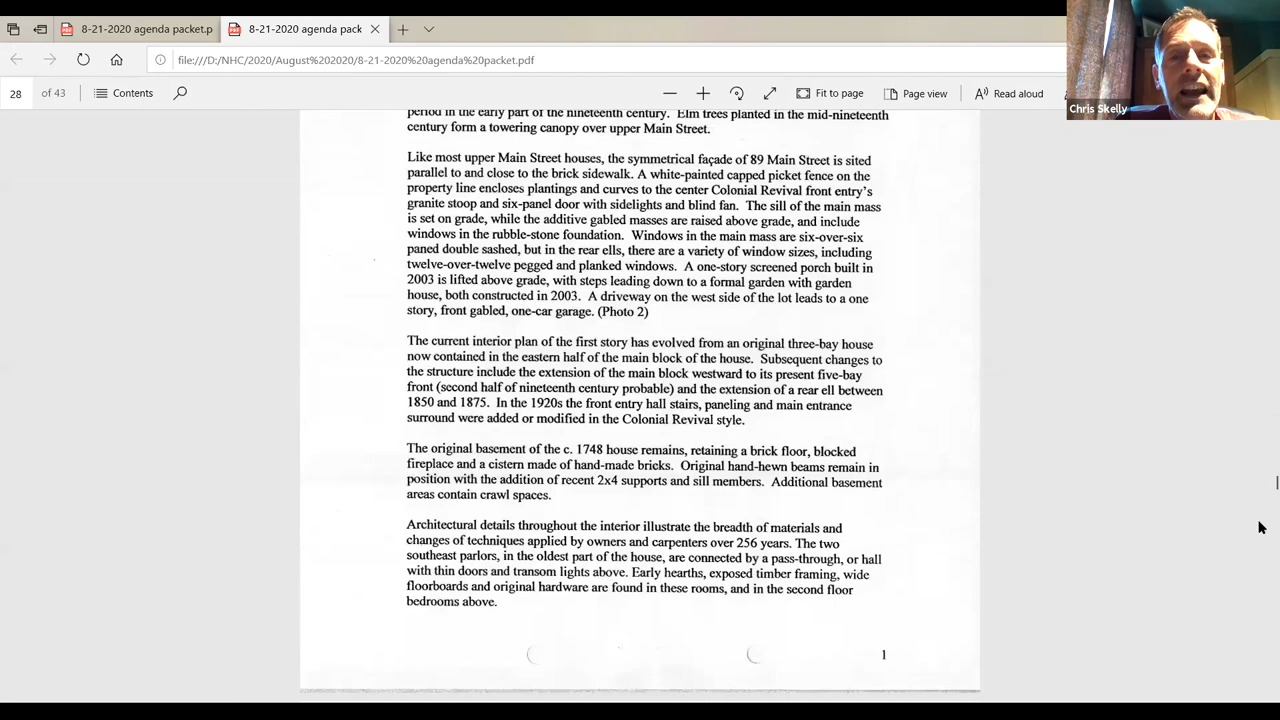 8-21-2020 agenda packet.p
8-21-2020 agenda pack
file:///D:/NHC/2020/August%202020/8-21-2020%20agenda%20packet.pdf
28 of 43 Contents Fit to page Page view Read aloud
Chris Skelly
period in the early part of the nineteenth century. Elm trees planted in the mid-nineteenth
century form a towering canopy over upper Main Street.
Like most upper Main Street houses, the symmetrical façade of 89 Main Street is sited
parallel to and close to the brick sidewalk. A white-painted capped picket fence on the
property line encloses plantings and curves to the center Colonial Revival front entry's
granite stoop and six-panel door with sidelights and blind fan. The sill of the main mass
is set on grade, while the additive gabled masses are raised above grade, and include
windows in the rubble-stone foundation. Windows in the main mass are six-over-six
paned double sashed, but in the rear ells, there are a variety of window sizes, including
twelve-over-twelve pegged and planked windows. A one-story screened porch built in
2003 is lifted above grade, with steps leading down to a formal garden with garden
house, both constructed in 2003. A driveway on the west side of the lot leads to a one
story, front gabled, one-car garage. (Photo 2)
The current interior plan of the first story has evolved from an original three-bay house
now contained in the eastern half of the main block of the house. Subsequent changes to
the structure include the extension of the main block westward to its present five-bay
front (second half of nineteenth century probable) and the extension of a rear ell between
1850 and 1875. In the 1920s the front entry hall stairs, paneling and main entrance
surround were added or modified in the Colonial Revival style.
The original basement of the c. 1748 house remains, retaining a brick floor, blocked
fireplace and a cistern made of hand-made bricks. Original hand-hewn beams remain in
position with the addition of recent 2x4 supports and sill members. Additional basement
areas contain crawl spaces.
Architectural details throughout the interior illustrate the breadth of materials and
changes of techniques applied by owners and carpenters over 256 years. The two
southeast parlors, in the oldest part of the house, are connected by a pass-through, or hall
with thin doors and transom lights above. Early hearths, exposed timber framing, wide
floorboards and original hardware are found in these rooms, and in the second floor
bedrooms above.
1